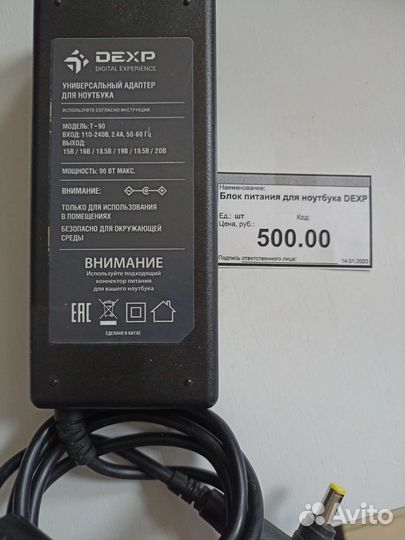 DEXP
DIGITAL EXPERIENCE
УНИВЕРСАЛЬНЫЙ АДАПТЕР
ДЛЯ НОУТБУКА
ИСПОЛЬЗУЕТЕ СОГЛАСНО ИНСТРУКЦИИ
МОДЕЛЬ: T-90
ВХОД: 110-240В, 2.4А, 50-60 Гц
ВЫХОД:
15В / 16В / 18.5В / 19В / 19.5В / 20В
МОЩНОСТЬ: 90 ВТ МАКС.
ВНИМАНИЕ:
ТОЛЬКО ДЛЯ ИСПОЛЬЗОВАНИЯ
В ПОМЕЩЕНИЯХ
БЕЗОПАСНО ДЛЯ ОКРУЖАЮЩЕЙ
СРЕДЫ
ВНИМАНИЕ
Используйте подходящий
коннектор питания
для вашего ноутбука
EAC
СДЕЛАНО В КИТАЕ
Наименование:
Блок питания для ноутбука DEXP
Ед.: шт Код:
Цена, руб.:
500.00
Подпись ответственного лица: 14.01.2023
Avito